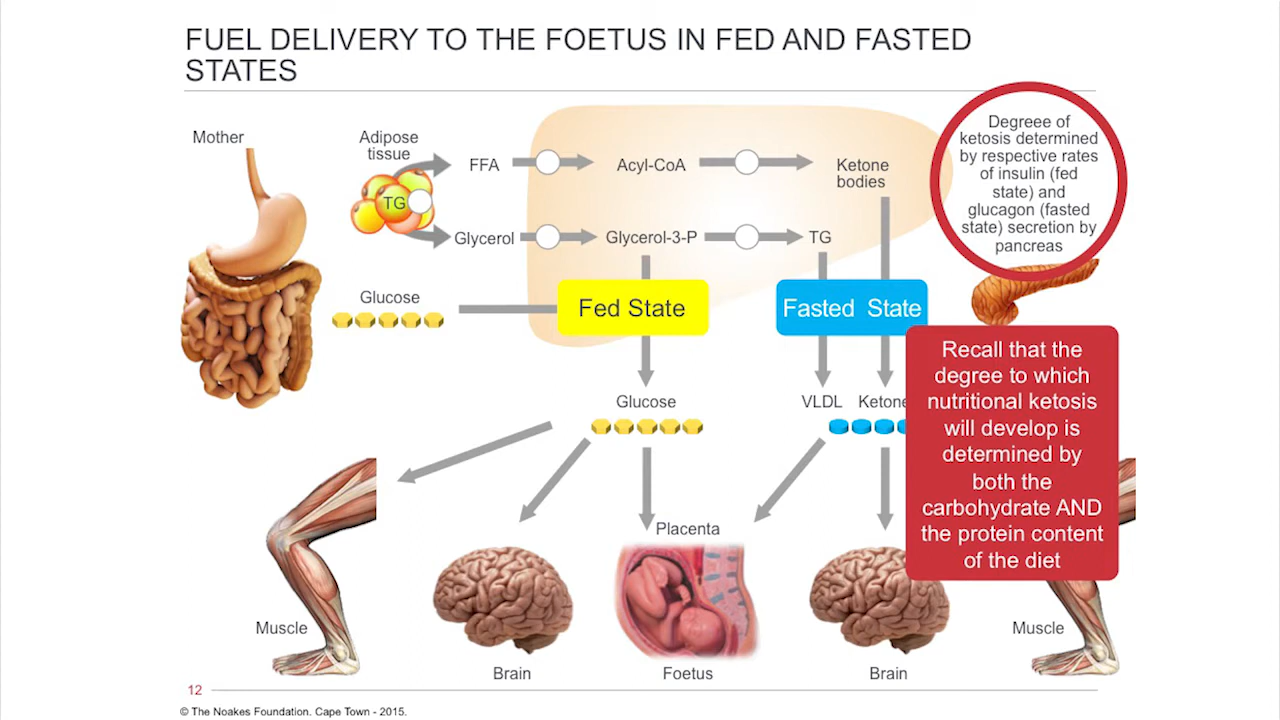 FUEL DELIVERY TO THE FOETUS IN FED AND FASTED
STATES
Mother
Adipose
tissue
TG
FFA
Acyl-CoA
Ketone
bodies
Glycerol
Glycerol-3-P
TG
Degreee of
ketosis determined
by respective rates
of insulin (fed
state) and
glucagon (fasted
state) secretion by
pancreas
Glucose
Fed State
Fasted State
Recall that the
degree to which
nutritional ketosis
will develop is
determined by
both the
carbohydrate AND
the protein content
of the diet
Glucose
VLDL
Ketone
Placenta
Muscle
Brain
Foetus
Brain
Muscle
12
© The Noakes Foundation. Cape Town - 2015.